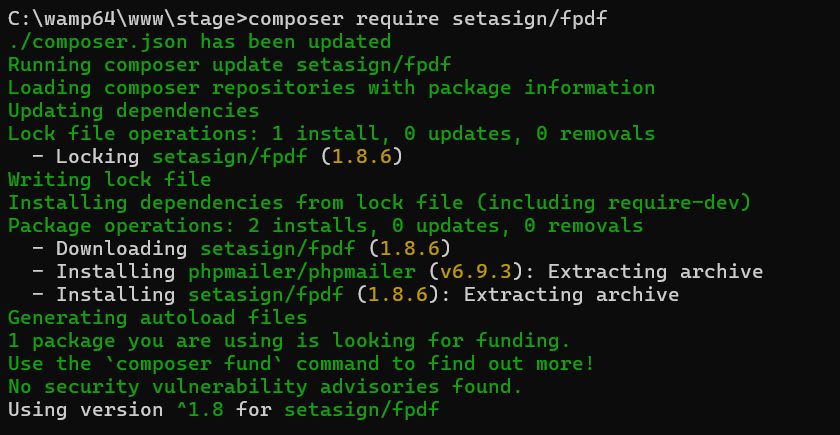 C:\wamp64\www\stage>composer require setasign/fpdf
./composer.json has been updated
Running composer update setasign/fpdf
Loading composer repositories with package information
Updating dependencies
Lock file operations: 1 install, 0 updates, 0 removals
  - Locking setasign/fpdf (1.8.6)
Writing lock file
Installing dependencies from lock file (including require-dev)
Package operations: 2 installs, 0 updates, 0 removals
  - Downloading setasign/fpdf (1.8.6)
  - Installing phpmailer/phpmailer (v6.9.3): Extracting archive
  - Installing setasign/fpdf (1.8.6): Extracting archive
Generating autoload files
1 package you are using is looking for funding.
Use the `composer fund` command to find out more!
No security vulnerability advisories found.
Using version ^1.8 for setasign/fpdf